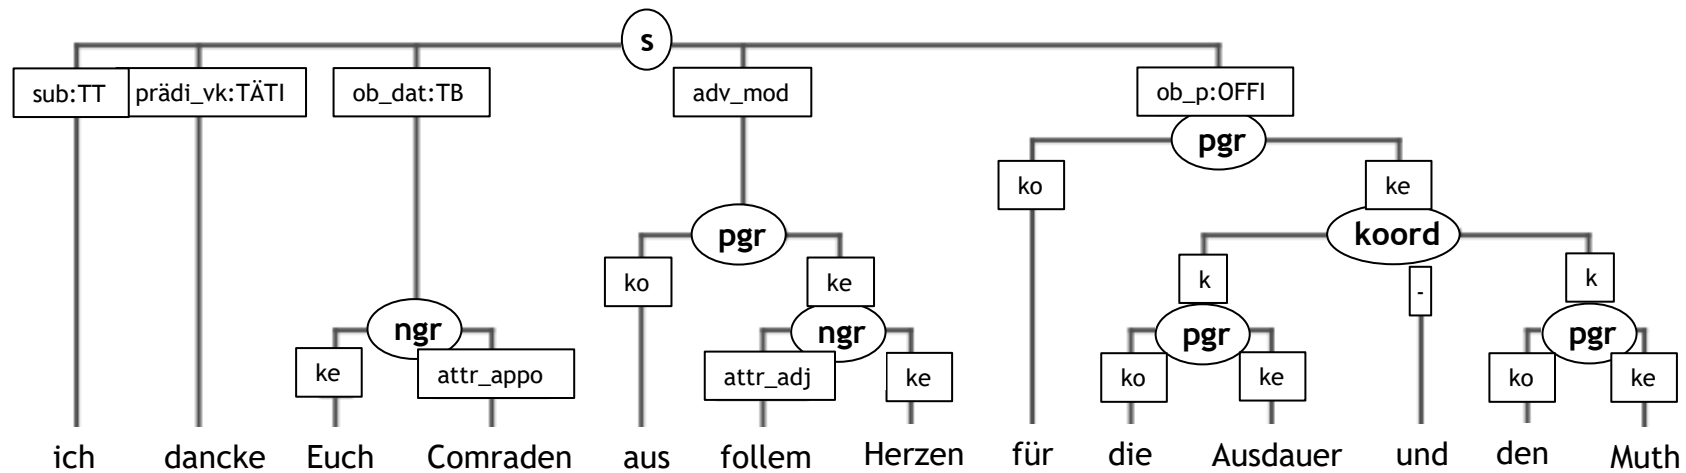 s
sub:TT prädi_vk:TÄTI ob_dat:TB adv_mod ob_p:OFFI
pgr
ko ke
pgr koord
ko ke k - k
ngr ngr pgr pgr
ke attr_appo attr_adj ke ko ke ko ke
ich dancke Euch Comraden aus follem Herzen für die Ausdauer und den Muth